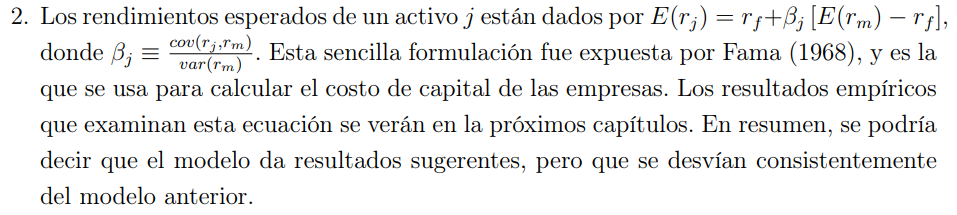 2. Los rendimientos esperados de un activo j están dados por E(r_j) = r_f+β_j [E(r_m) − r_f],
donde β_j ≡ cov(r_j,r_m)/var(r_m). Esta sencilla formulación fue expuesta por Fama (1968), y es la
que se usa para calcular el costo de capital de las empresas. Los resultados empíricos
que examinan esta ecuación se verán en la próximos capítulos. En resumen, se podría
decir que el modelo da resultados sugerentes, pero que se desvían consistentemente
del modelo anterior.